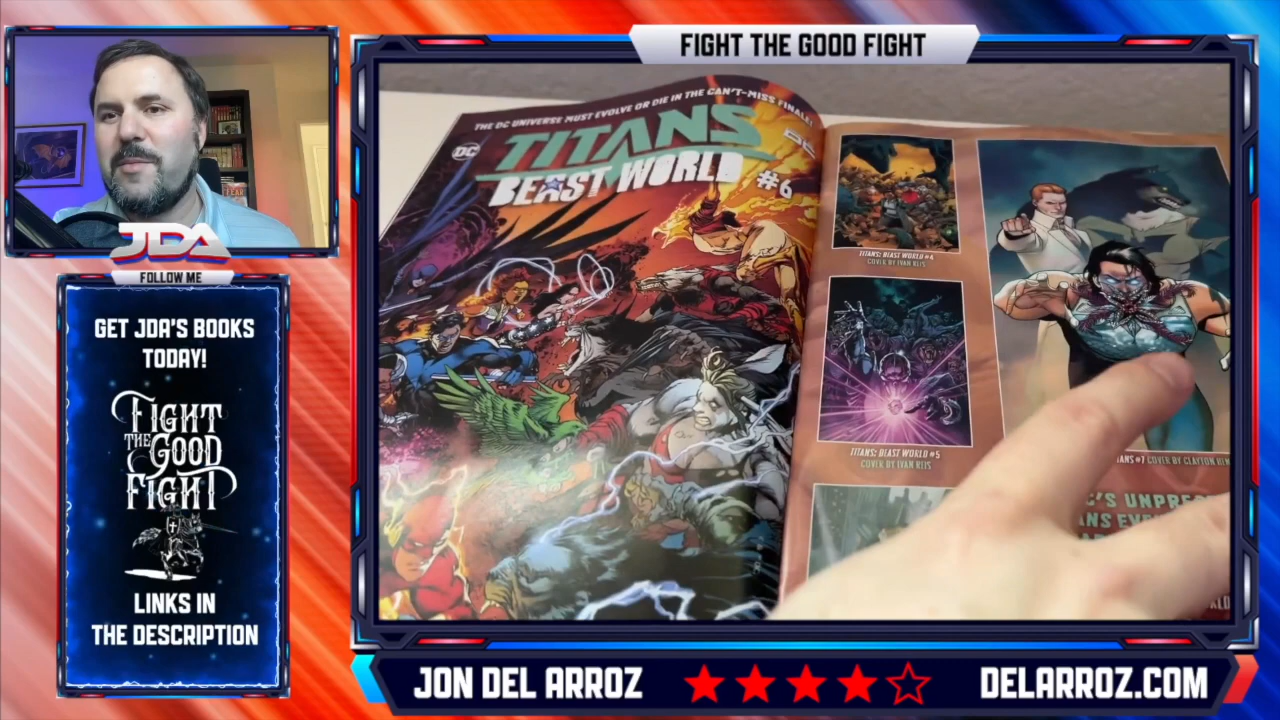 FIGHT THE GOOD FIGHT
JDA
FOLLOW ME
GET JDA'S BOOKS
TODAY!
FIGHT
THE GOOD
FIGHT
LINKS IN
THE DESCRIPTION
THE DC UNIVERSE MUST EVOLVE OR DIE IN THE CAN'T-MISS FINALE!
DC
TITANS
BEAST WORLD #6
TITANS: BEAST WORLD #4
COVER BY IVAN REIS
TITANS: BEAST WORLD #5
COVER BY IVAN REIS
#7 COVER BY CLAYTON
JON DEL ARROZ
DELARROZ.COM